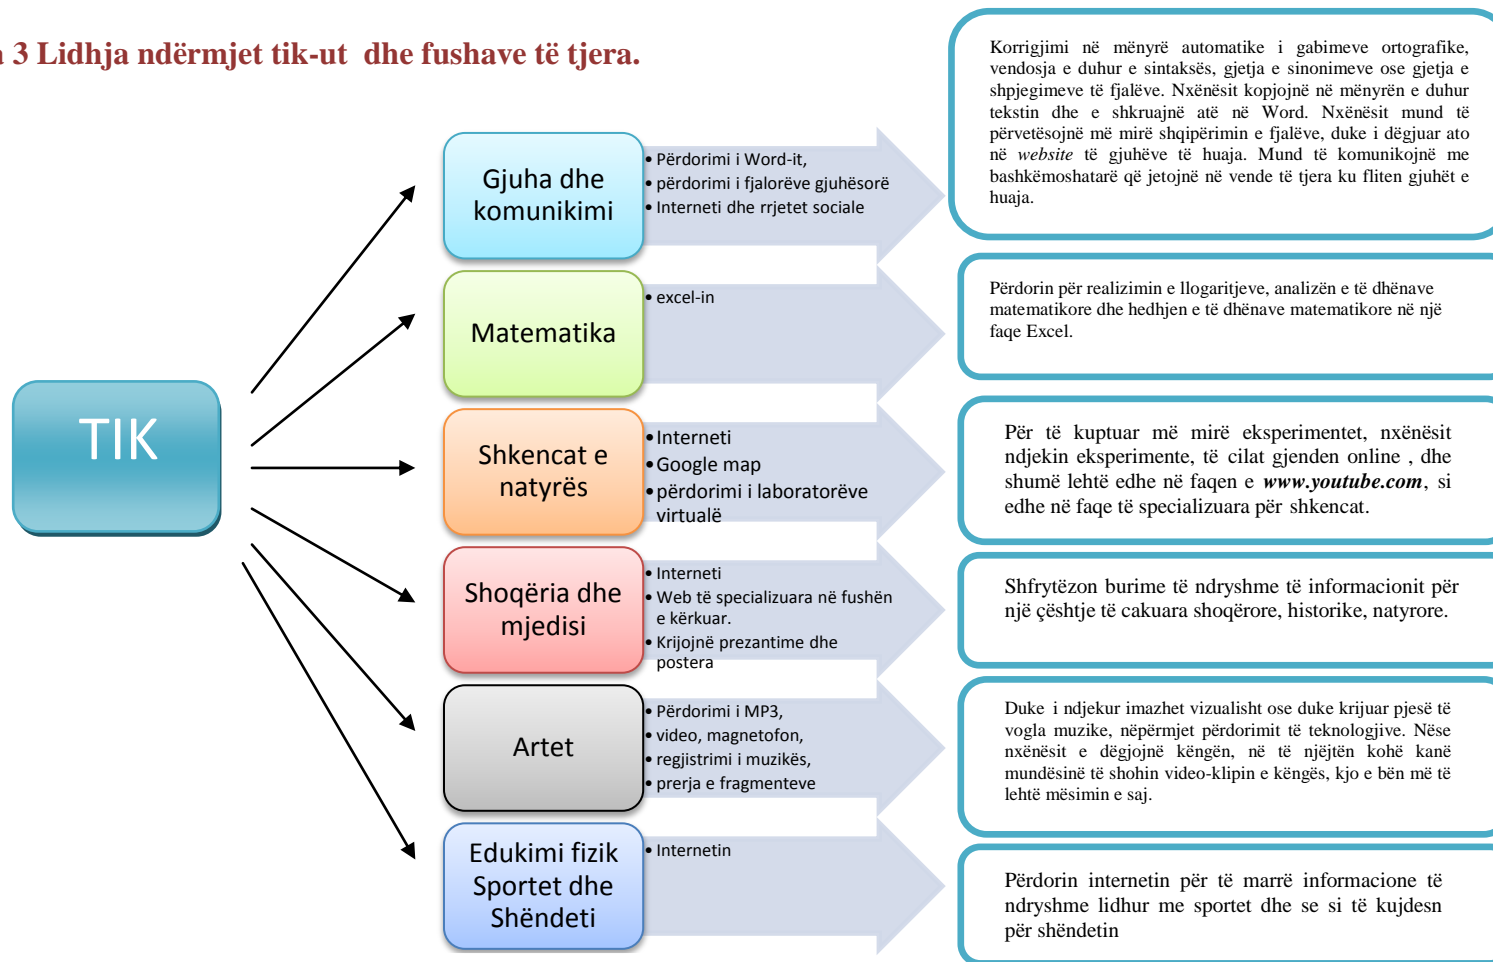 a 3 Lidhja ndërmjet tik-ut dhe fushave të tjera.
TIK
Gjuha dhe
komunikimi
• Përdorimi i Word-it,
• përdorimi i fjalorëve gjuhësorë
• Interneti dhe rrjetet sociale
Korrigjimi në mënyrë automatike i gabimeve ortografike,
vendosja e duhur e sintaksës, gjetja e sinonimeve ose gjetja e
shpjegimeve të fjalëve. Nxënësit kopjojnë në mënyrën e duhur
tekstin dhe e shkruajnë atë në Word. Nxënësit mund të
përvetësojnë më mirë shqipërimin e fjalëve, duke i dëgjuar ato
në website të gjuhëve të huaja. Mund të komunikojnë me
bashkëmoshatarë që jetojnë në vende të tjera ku fliten gjuhët e
huaja.
Matematika
• excel-in
Përdorin për realizimin e llogaritjeve, analizën e të dhënave
matematikore dhe hedhjen e të dhënave matematikore në një
faqe Excel.
Shkencat e
natyrës
• Interneti
• Google map
• përdorimi i laboratorëve
virtualë
Për të kuptuar më mirë eksperimentet, nxënësit
ndjekin eksperimente, të cilat gjenden online , dhe
shumë lehtë edhe në faqen e www.youtube.com, si
edhe në faqe të specializuara për shkencat.
Shoqëria dhe
mjedisi
• Interneti
• Web të specializuara në fushën
e kërkuar.
• Krijojnë prezantime dhe
postera
Shfrytëzon burime të ndryshme të informacionit për
një çështje të cakuara shoqërore, historike, natyrore.
Artet
• Përdorimi i MP3,
• video, magnetofon,
• regjistrimi i muzikës,
• prerja e fragmenteve
Duke i ndjekur imazhet vizualisht ose duke krijuar pjesë të
vogla muzike, nëpërmjet përdorimit të teknologjive. Nëse
nxënësit e dëgjojnë këngën, në të njëjtën kohë kanë
mundësinë të shohin video-klipin e këngës, kjo e bën më të
lehtë mësimin e saj.
Edukimi fizik
Sportet dhe
Shëndeti
• Internetin
Përdorin internetin për të marrë informacione të
ndryshme lidhur me sportet dhe se si të kujdesn
për shëndetin